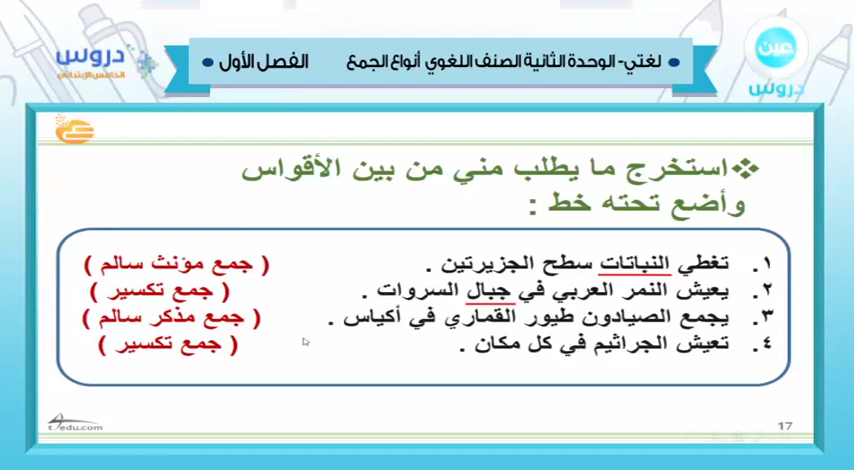 عين
دروس
لغتي- الوحدة الثانية الصنف اللغوي أنواع الجمع الفصل الأول
دروس
الخامس الإبتدائي
استخرج ما يطلب مني من بين الأقواس
وأضع تحته خط :
١. تغطي النباتات سطح الجزيرتين . ( جمع مؤنث سالم )
٢. يعيش النمر العربي في جبال السروات . ( جمع تكسير )
٣. يجمع الصيادون طيور القماري في أكياس . ( جمع مذكر سالم )
٤. تعيش الجراثيم في كل مكان . ( جمع تكسير )
17